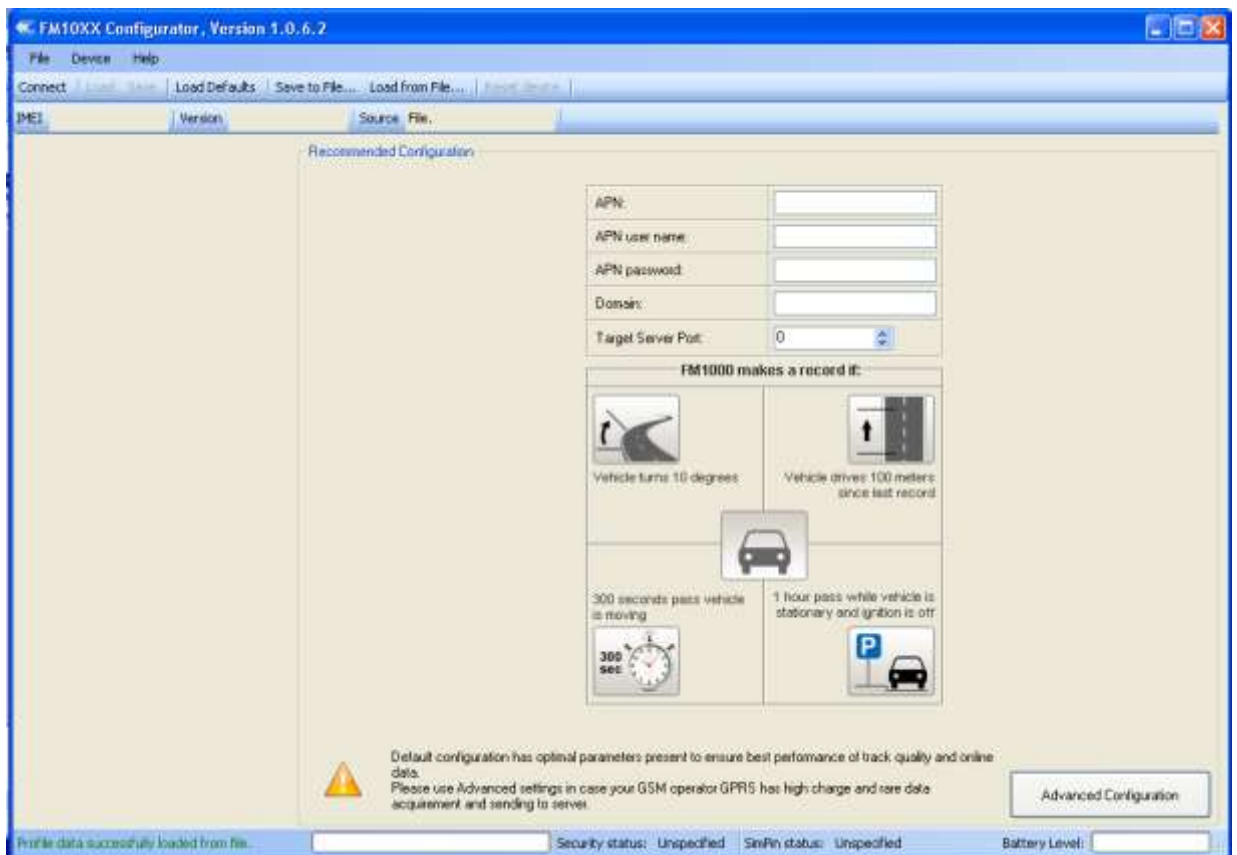 FM10XX Configurator, Version 1.0.6.2
File Device Help
Connect Load Save Load Defaults Save to File... Load from File... Reset device
IMEI Version Source File.
Recommended Configuration
APN:
APN user name:
APN password:
Domain:
Target Server Port: 0
FM1000 makes a record if:
Vehicle turns 10 degrees
Vehicle drives 100 meters
since last record
300 seconds pass vehicle
is moving
1 hour pass while vehicle is
stationary and ignition is off
300
sec
P
Default configuration has optimal parameters present to ensure best performance of track quality and online
data.
Please use Advanced settings in case your GSM operator GPRS has high charge and rare data
acquirement and sending to server.
Advanced Configuration
Profile data successfully loaded from file. Security status: Unspecified SimPin status: Unspecified Battery Level: